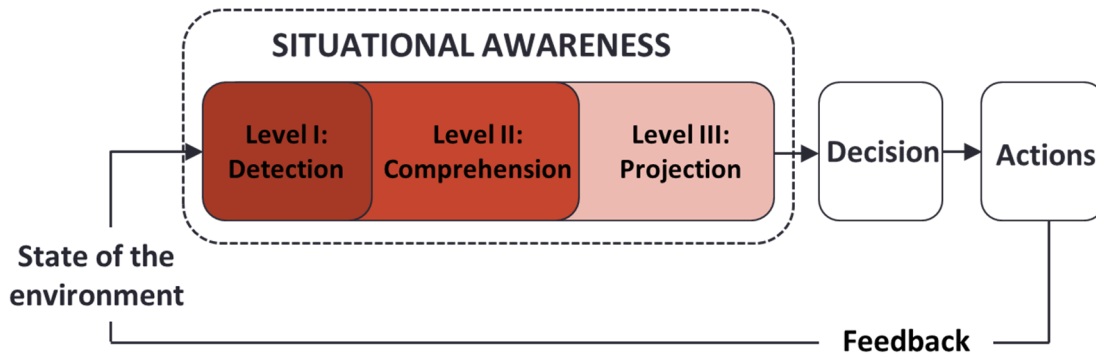 SITUATIONAL AWARENESS
Level I:
Detection
Level II:
Comprehension
Level III:
Projection
Decision
Actions
State of the
environment
Feedback